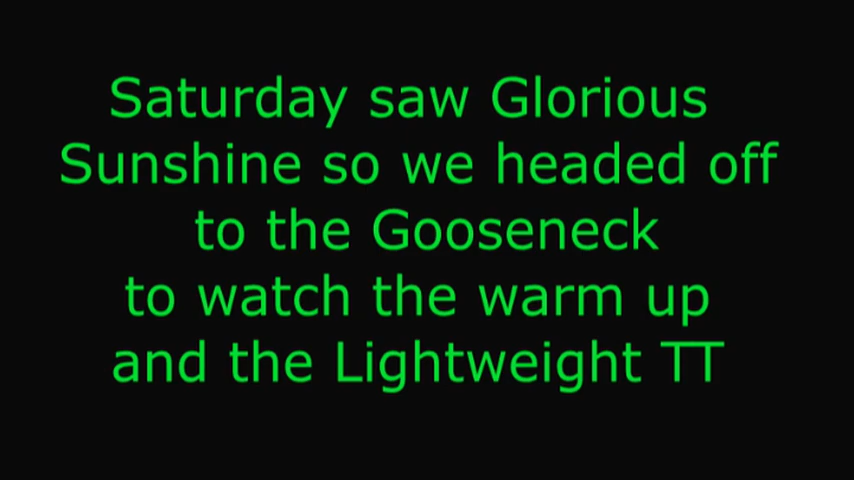 Saturday saw Glorious
Sunshine so we headed off
to the Gooseneck
to watch the warm up
and the Lightweight TT